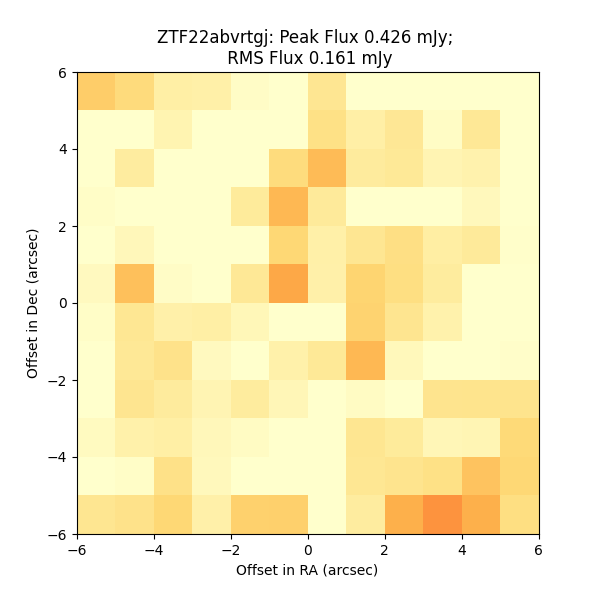 ZTF22abvrtgj: Peak Flux 0.426 mJy;
RMS Flux 0.161 mJy
6
4
2
0
−2
−4
−6
Offset in Dec (arcsec)
−6 −4 −2 0 2 4 6
Offset in RA (arcsec)